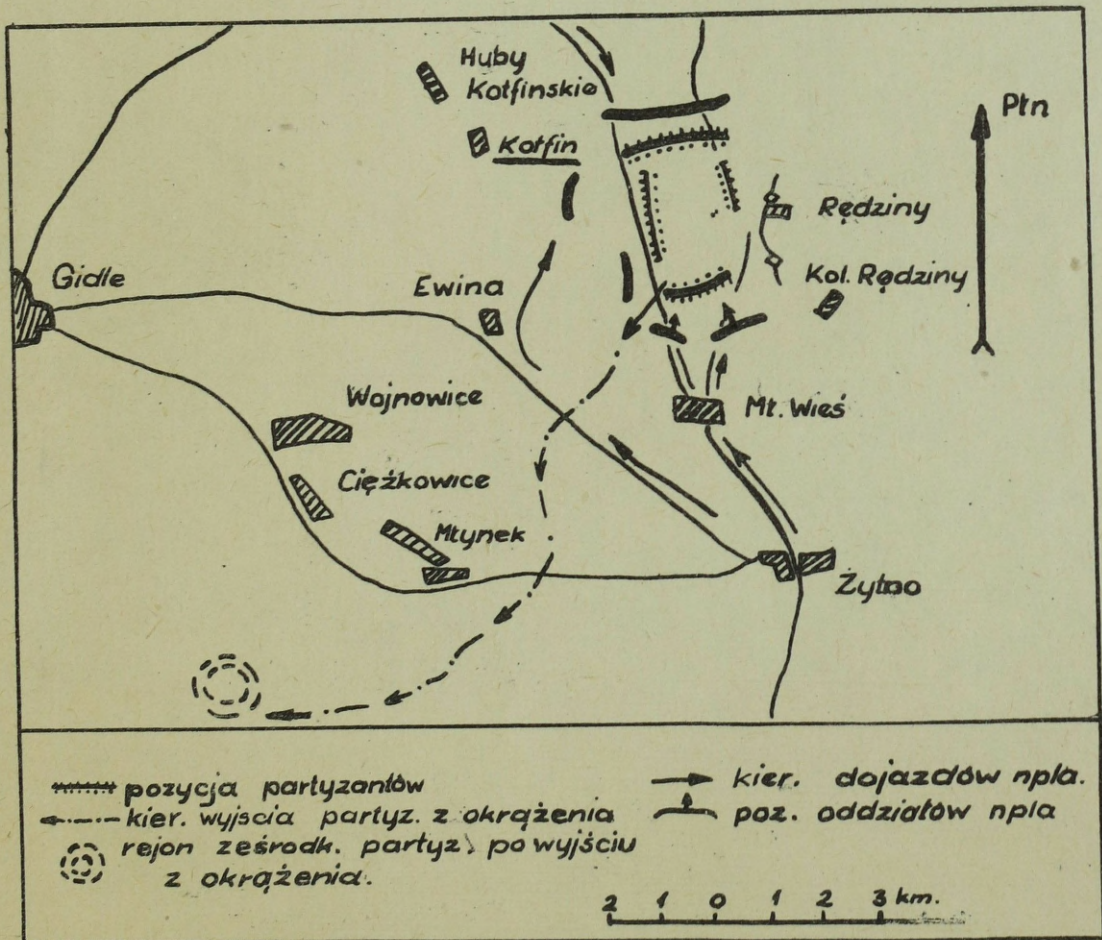 Huby
Kotfinskie
Kotfin
Płn
Rędziny
Gidle
Ewina
Kol. Rędziny
Wojnowice
Mł. Wieś
Ciężkowice
Młynek
Żytno
pozycja partyzantów
kier. wyjscia partyz. z okrążenia
rejon ześrodk. partyz. po wyjściu
z okrążenia.
kier. dojazdów npla.
poz. oddziałów npla
2 1 0 1 2 3 km.